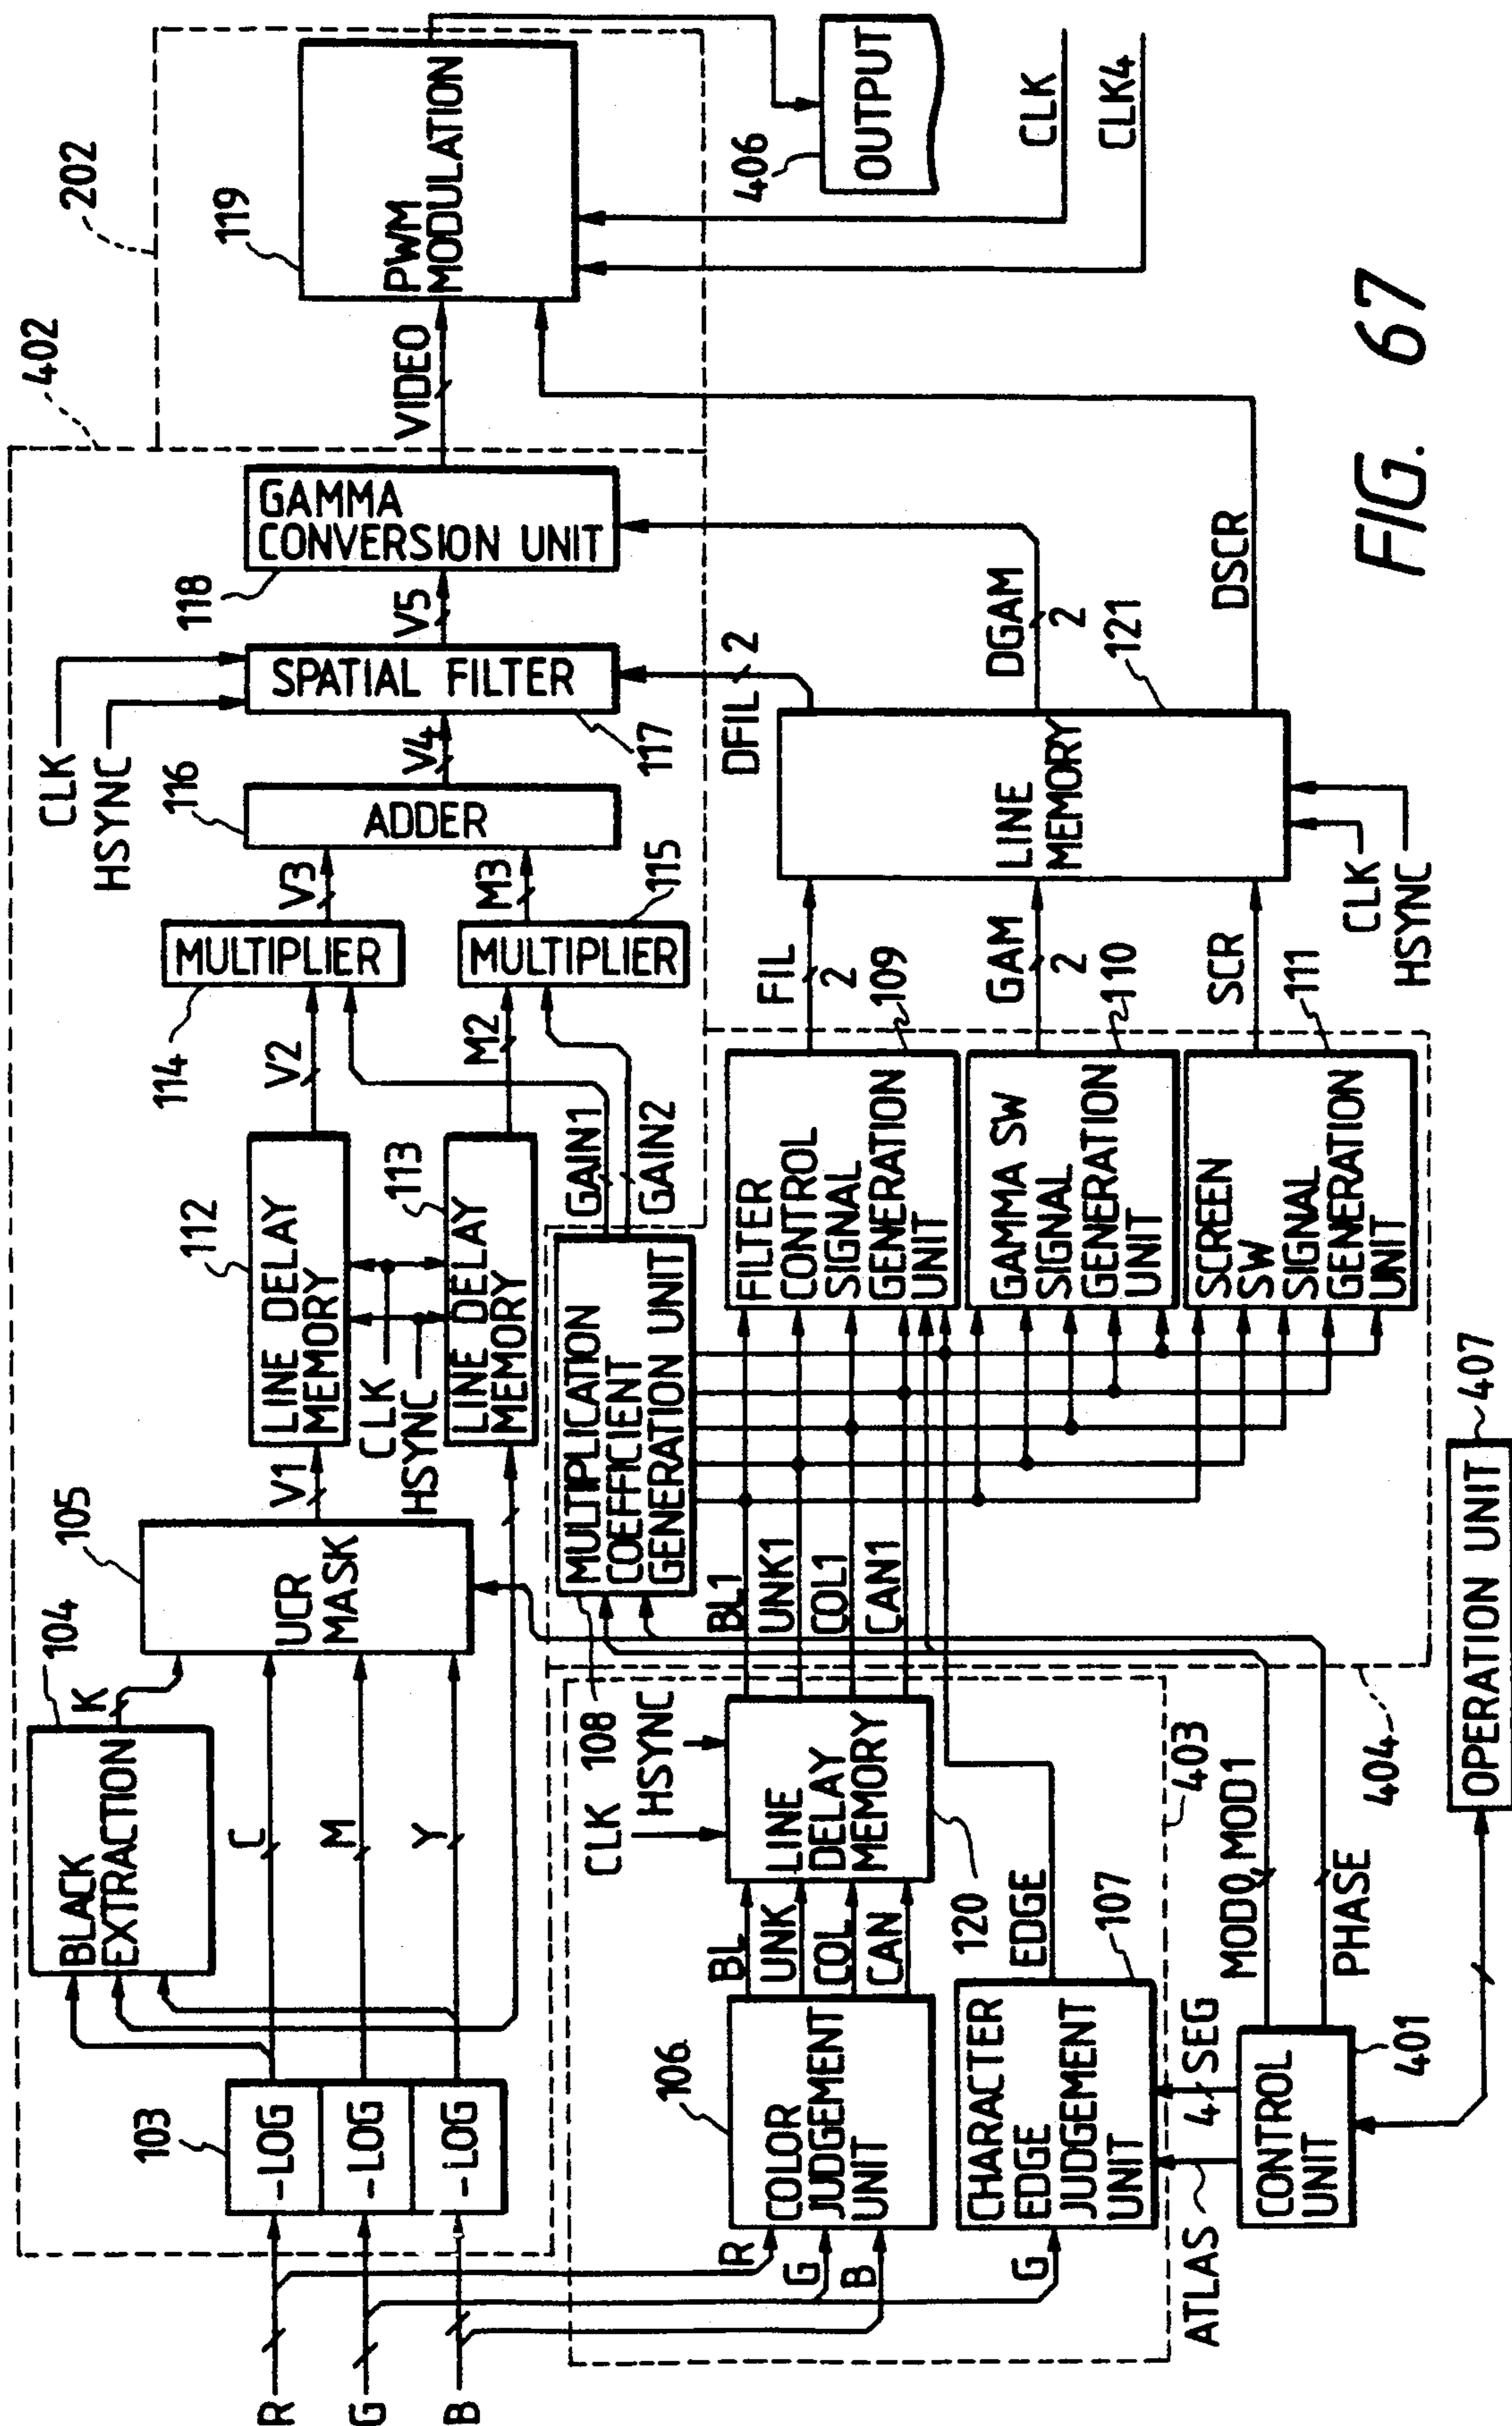 202
402
119
PWM
MODULATION
VIDEO
406
OUTPUT
CLK
CLK4
GAMMA
CONVERSION UNIT
118
V5
CLK
HSYNC
SPATIAL FILTER
117
V4
116
ADDER
V3
M3
115
MULTIPLIER
MULTIPLIER
114
V2
M2
GAIN1
GAIN2
112
LINE DELAY
MEMORY
113
LINE DELAY
MEMORY
CLK
HSYNC
V1
105
UCR
MASK
104
K
BLACK
EXTRACTION
C
M
Y
103
-LOG
-LOG
-LOG
R
G
B
DSCR
DGAM
2
DFIL
2
121
LINE
MEMORY
CLK
HSYNC
FIL
2
109
GAM
2
110
SCR
111
FILTER
CONTROL
SIGNAL
GENERATION
UNIT
GAMMA SW
SIGNAL
GENERATION
UNIT
SCREEN
SW
SIGNAL
GENERATION
UNIT
MULTIPLICATION
COEFFICIENT
GENERATION UNIT
108
BL1
UNK1
COL1
CAN1
CLK
HSYNC
LINE
DELAY
MEMORY
120
BL
UNK
COL
CAN
EDGE
403
404
106
COLOR
JUDGEMENT
UNIT
R
G
B
107
CHARACTER
EDGE
JUDGEMENT
UNIT
G
ATLAS
4
SEG
MOD0,MOD1
PHASE
CONTROL
UNIT
401
OPERATION UNIT
407
FIG. 67